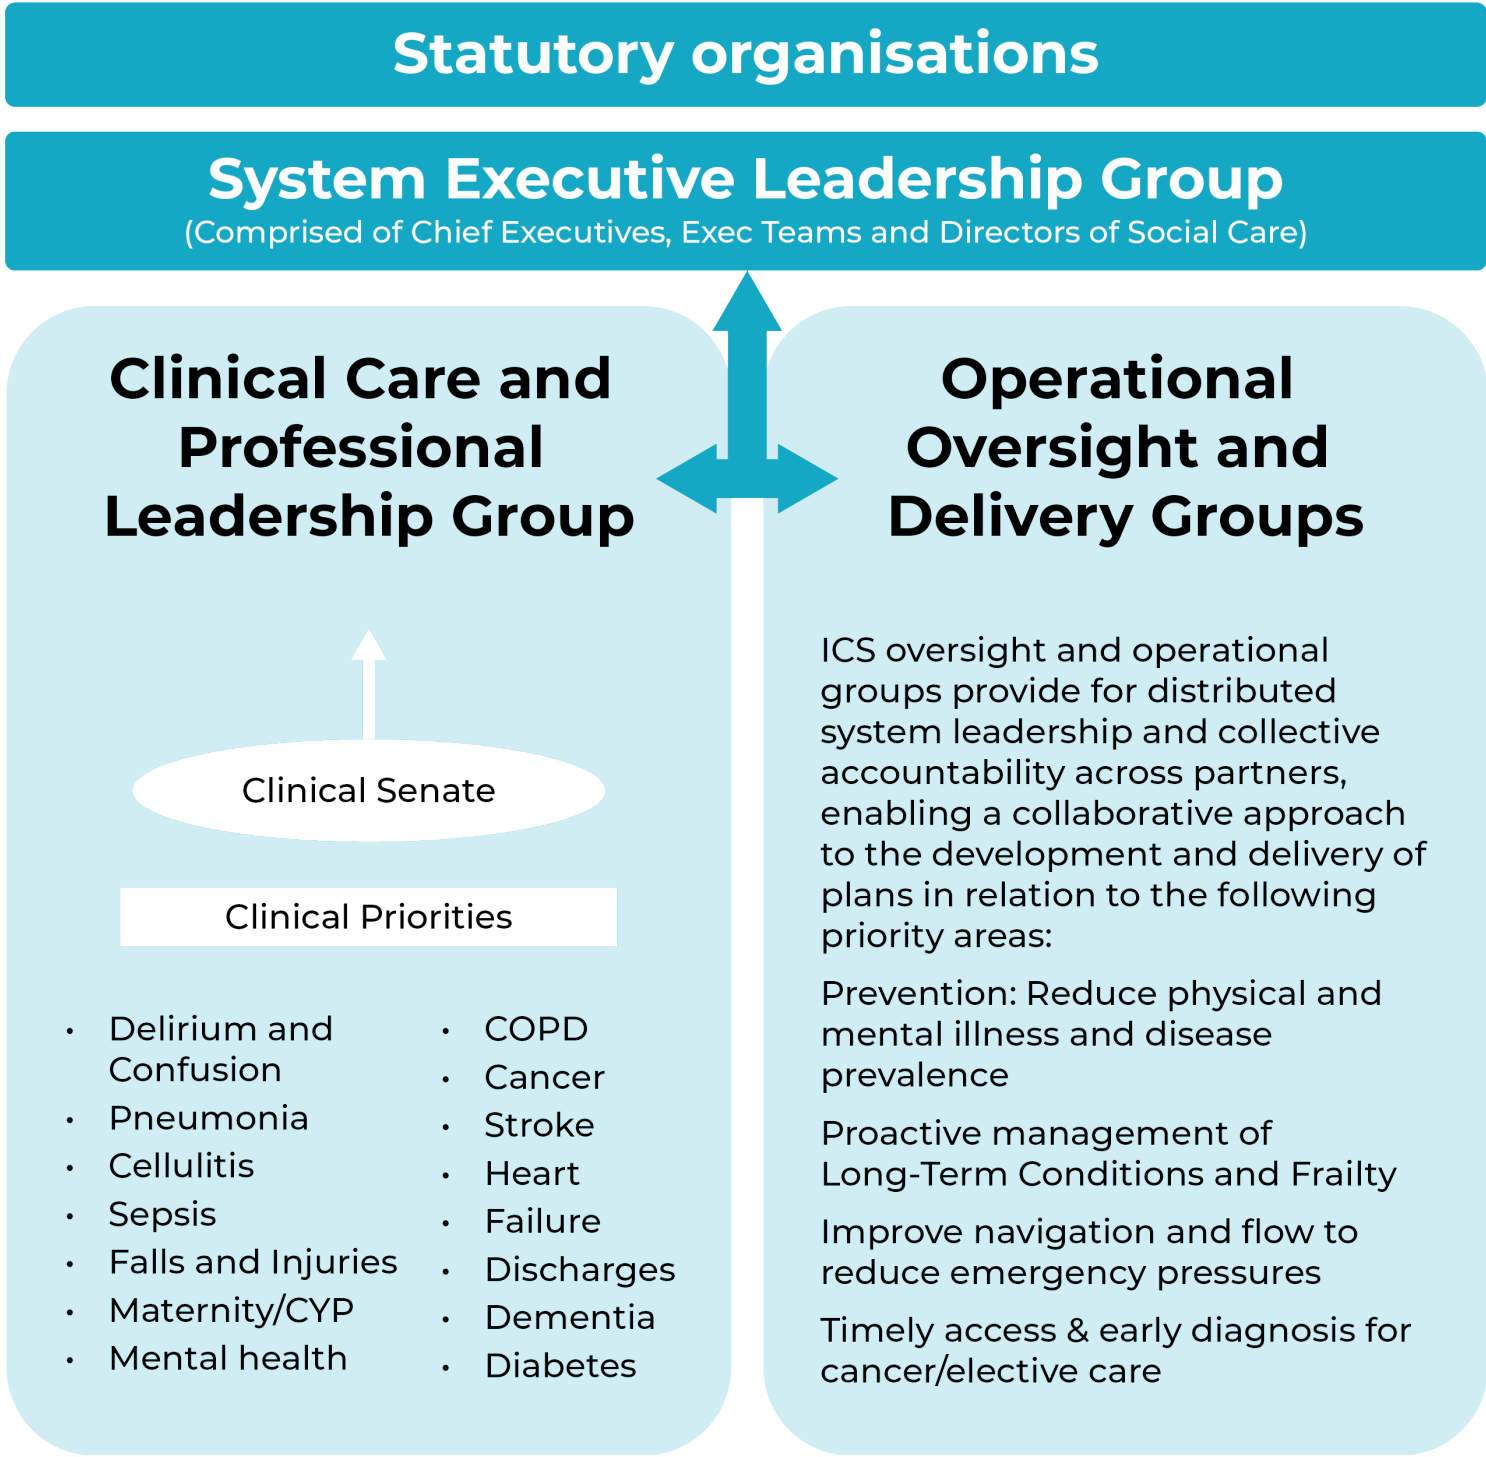 Statutory organisations
System Executive Leadership Group
(Comprised of Chief Executives, Exec Teams and Directors of Social Care)
Clinical Care and
Professional
Leadership Group
Clinical Senate
Clinical Priorities
• Delirium and
Confusion
• Pneumonia
• Cellulitis
• Sepsis
• Falls and Injuries
• Maternity/CYP
• Mental health
• COPD
• Cancer
• Stroke
• Heart
• Failure
• Discharges
• Dementia
• Diabetes
Operational
Oversight and
Delivery Groups
ICS oversight and operational
groups provide for distributed
system leadership and collective
accountability across partners,
enabling a collaborative approach
to the development and delivery of
plans in relation to the following
priority areas:
Prevention: Reduce physical and
mental illness and disease
prevalence
Proactive management of
Long-Term Conditions and Frailty
Improve navigation and flow to
reduce emergency pressures
Timely access & early diagnosis for
cancer/elective care